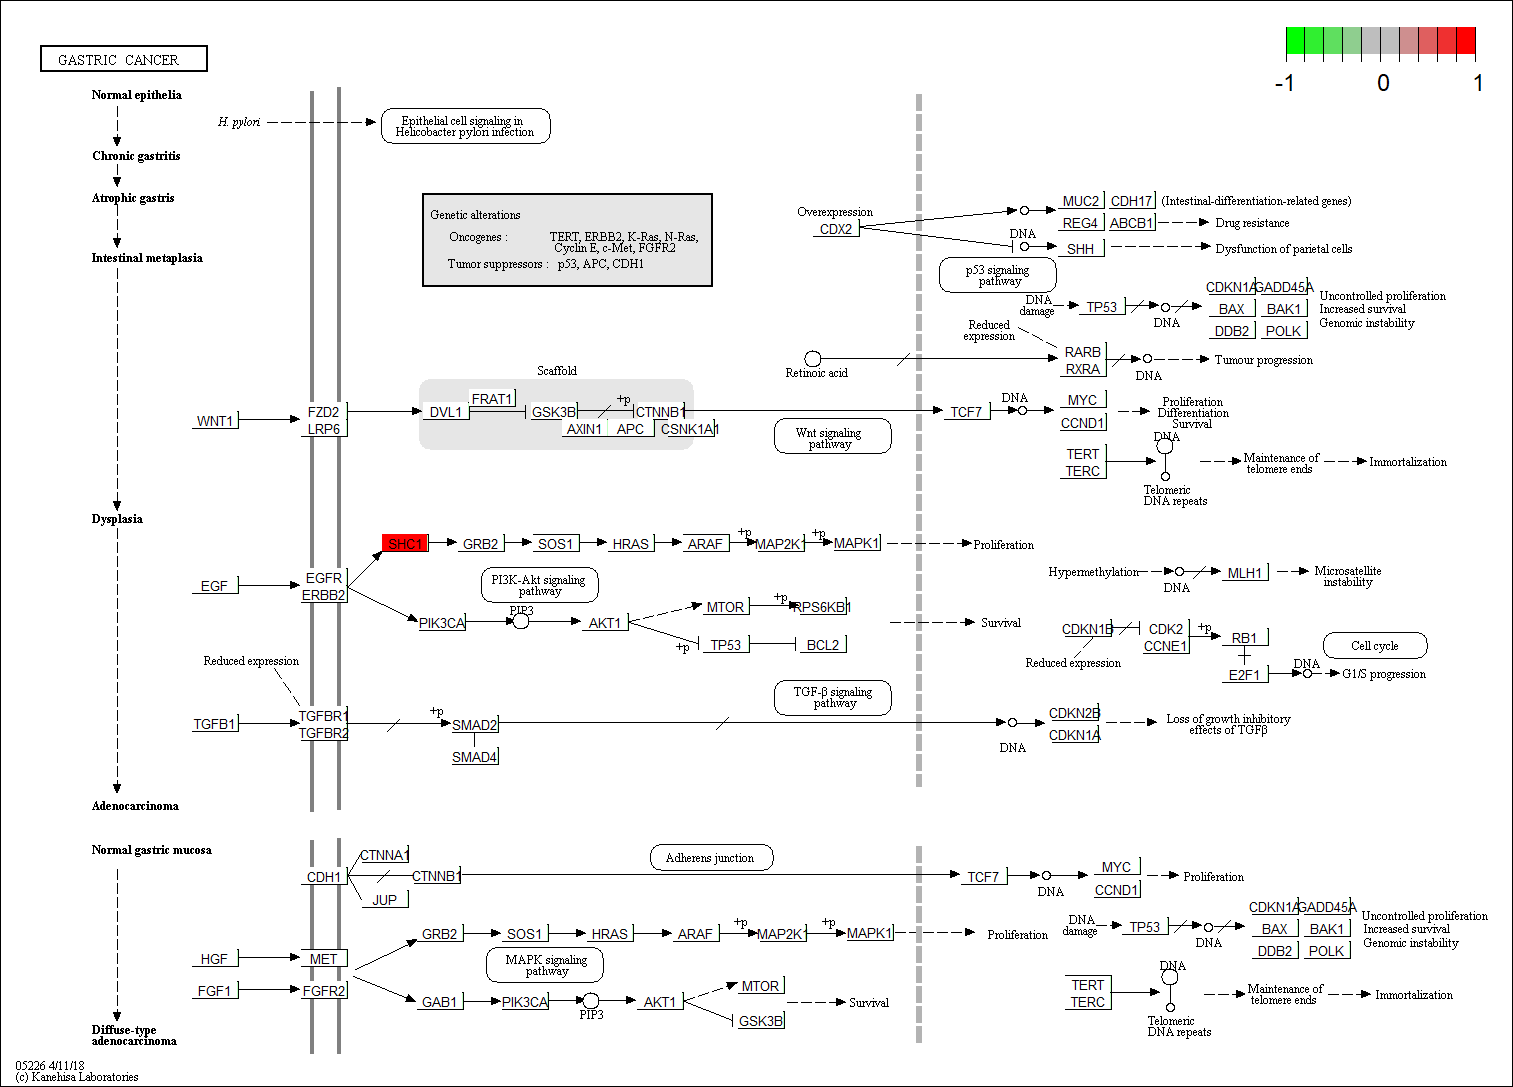 GASTRIC CANCER
-1 0 1
Normal epithelia
H. pylori
Epithelial cell signaling in
Helicobacter pylori infection
Chronic gastritis
Atrophic gastris
Intestinal metaplasia
Dysplasia
Adenocarcinoma
Genetic alterations
Oncogenes : TERT, ERBB2, K-Ras, N-Ras,
Cyclin E, c-Met, FGFR2
Tumor suppressors : p53, APC, CDH1
Overexpression
CDX2
MUC2 CDH17 (Intestinal-differentiation-related genes)
REG4 ABCB1 Drug resistance
DNA
SHH Dysfunction of parietal cells
p53 signaling
pathway
DNA
damage
TP53
DNA
CDKN1A GADD45A
BAX BAK1
DDB2 POLK
Uncontrolled proliferation
Increased survival
Genomic instability
Reduced
expression
Retinoic acid
RARB
RXRA
DNA
Tumour progression
Scaffold
WNT1
FZD2
LRP6
DVL1
FRAT1
GSK3B
+p
CTNNB1
AXIN1 APC CSNK1A1
Wnt signaling
pathway
TCF7
DNA
MYC
CCND1
Proliferation
Differentiation
Survival
TERT
TERC
DNA
Telomeric
DNA repeats
Maintenance of
telomere ends
Immortalization
EGF
EGFR
ERBB2
SHC1 GRB2 SOS1 HRAS ARAF +p MAP2K1 +p MAPK1
Proliferation
PI3K-Akt signaling
pathway
PIK3CA
PIP3
AKT1
MTOR +p RPS6KB1
+p TP53 BCL2
Survival
Hypermethylation
DNA
MLH1
Microsatellite
instability
CDKN1B
Reduced expression
CDK2
CCNE1
+p
RB1
E2F1
DNA
Cell cycle
G1/S progression
Reduced expression
TGFB1
TGFBR1
TGFBR2
+p
SMAD2
SMAD4
TGF-β signaling
pathway
DNA
CDKN2B
CDKN1A
Loss of growth inhibitory
effects of TGFβ
Normal gastric mucosa
Diffuse-type
adenocarcinoma
CDH1
CTNNA1
CTNNB1
JUP
Adherens junction
TCF7
DNA
MYC
CCND1
Proliferation
HGF MET
FGF1 FGFR2
GRB2 SOS1 HRAS ARAF +p MAP2K1 +p MAPK1
Proliferation
MAPK signaling
pathway
GAB1 PIK3CA
PIP3
AKT1
MTOR
GSK3B
Survival
DNA
damage
TP53
DNA
CDKN1A GADD45A
BAX BAK1
DDB2 POLK
Uncontrolled proliferation
Increased survival
Genomic instability
TERT
TERC
DNA
Telomeric
DNA repeats
Maintenance of
telomere ends
Immortalization
05226 4/11/18
(c) Kanehisa Laboratories